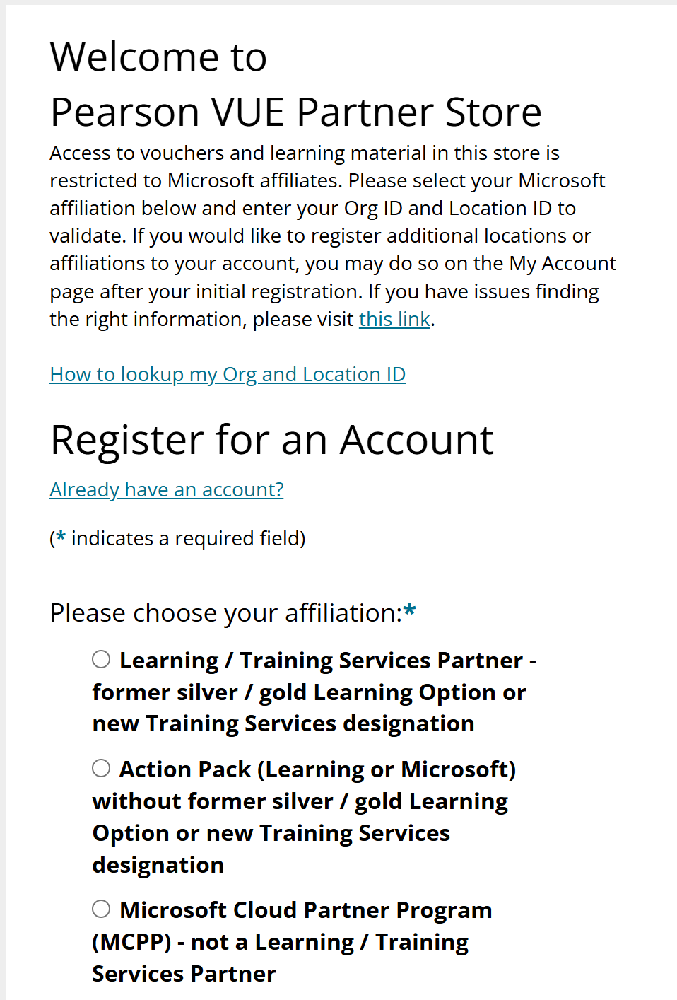 Welcome to
Pearson VUE Partner Store
Access to vouchers and learning material in this store is
restricted to Microsoft affiliates. Please select your Microsoft
affiliation below and enter your Org ID and Location ID to
validate. If you would like to register additional locations or
affiliations to your account, you may do so on the My Account
page after your initial registration. If you have issues finding
the right information, please visit this link.
How to lookup my Org and Location ID
Register for an Account
Already have an account?
(* indicates a required field)
Please choose your affiliation:*
Learning / Training Services Partner -
former silver / gold Learning Option or
new Training Services designation
Action Pack (Learning or Microsoft)
without former silver / gold Learning
Option or new Training Services
designation
Microsoft Cloud Partner Program
(MCPP) - not a Learning / Training
Services Partner